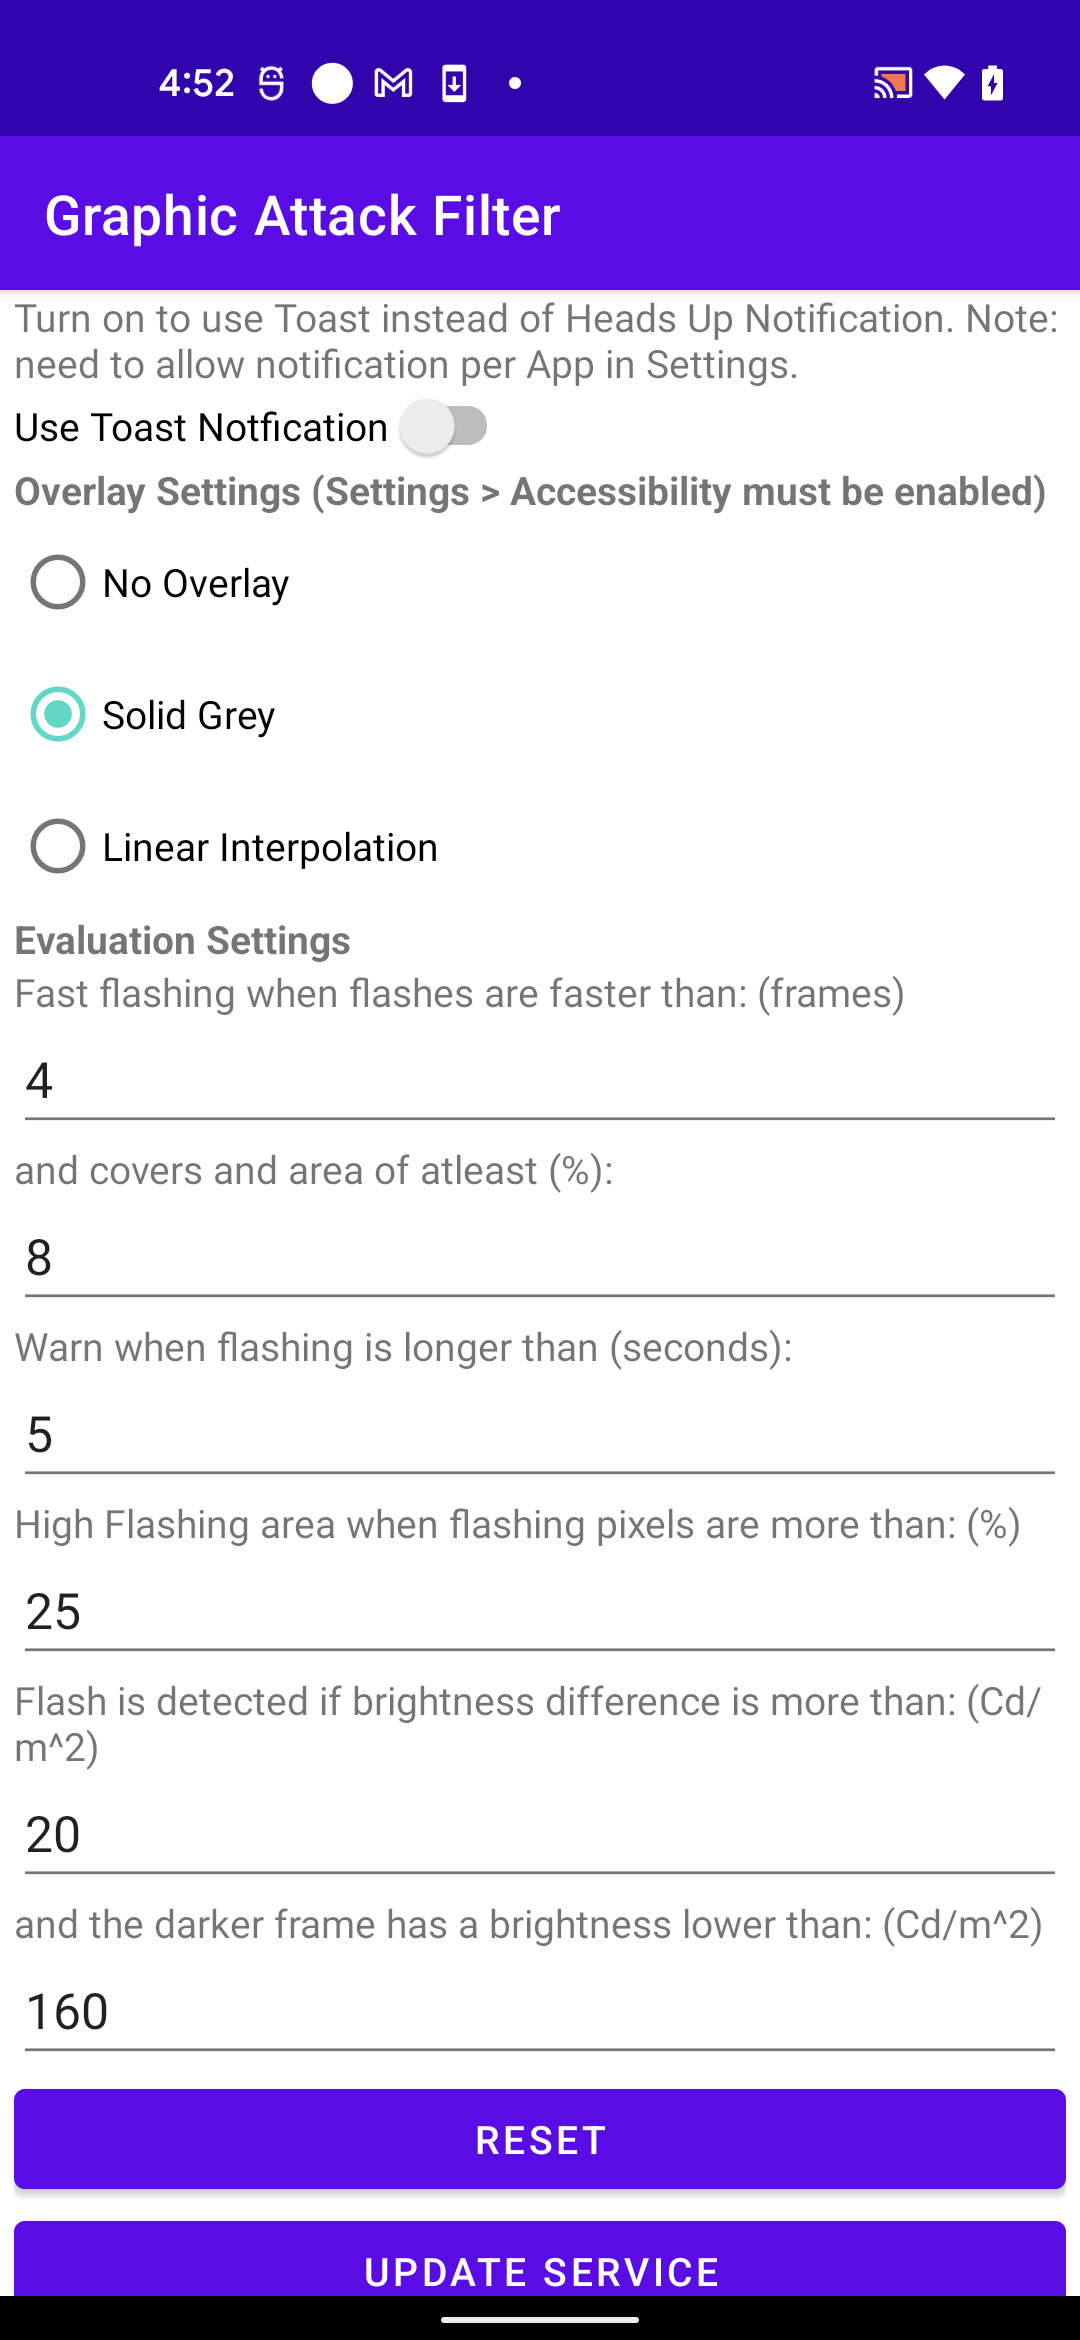 4:52
Graphic Attack Filter
Turn on to use Toast instead of Heads Up Notification. Note:
need to allow notification per App in Settings.
Use Toast Notfication
Overlay Settings (Settings > Accessibility must be enabled)
No Overlay
Solid Grey
Linear Interpolation
Evaluation Settings
Fast flashing when flashes are faster than: (frames)
4
and covers and area of atleast (%):
8
Warn when flashing is longer than (seconds):
5
High Flashing area when flashing pixels are more than: (%)
25
Flash is detected if brightness difference is more than: (Cd/
m^2)
20
and the darker frame has a brightness lower than: (Cd/m^2)
160
RESET
UPDATE SERVICE